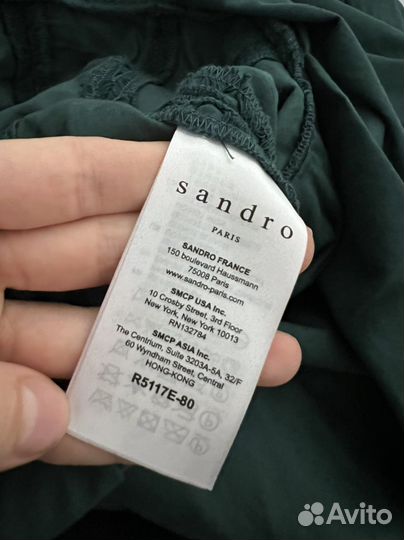 sandro
PARIS
SANDRO FRANCE
150 boulevard Haussmann
75008 Paris
www.sandro-paris.com
SMCP USA Inc.
10 Crosby Street, 3rd Floor
New York, New York 10013
RN132784
SMCP ASIA Inc.
The Centrium, Suite 3203A-5A, 32/F
60 Wyndham Street, Central
HONG-KONG
R5117E-80
Avito